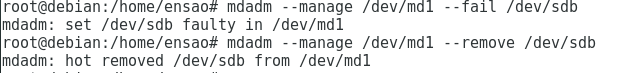 root@debian:/home/ensao# mdadm --manage /dev/md1 --fail /dev/sdb
mdadm: set /dev/sdb faulty in /dev/md1
root@debian:/home/ensao# mdadm --manage /dev/md1 --remove /dev/sdb
mdadm: hot removed /dev/sdb from /dev/md1